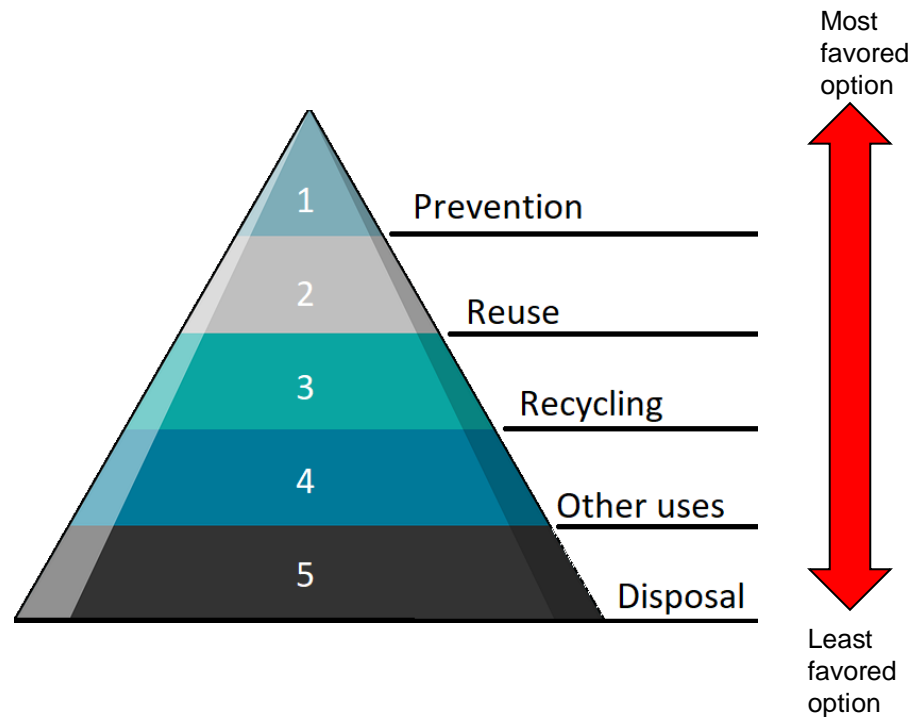 Most
favored
option
1
Prevention
2
Reuse
3
Recycling
4
Other uses
5
Disposal
Least
favored
option